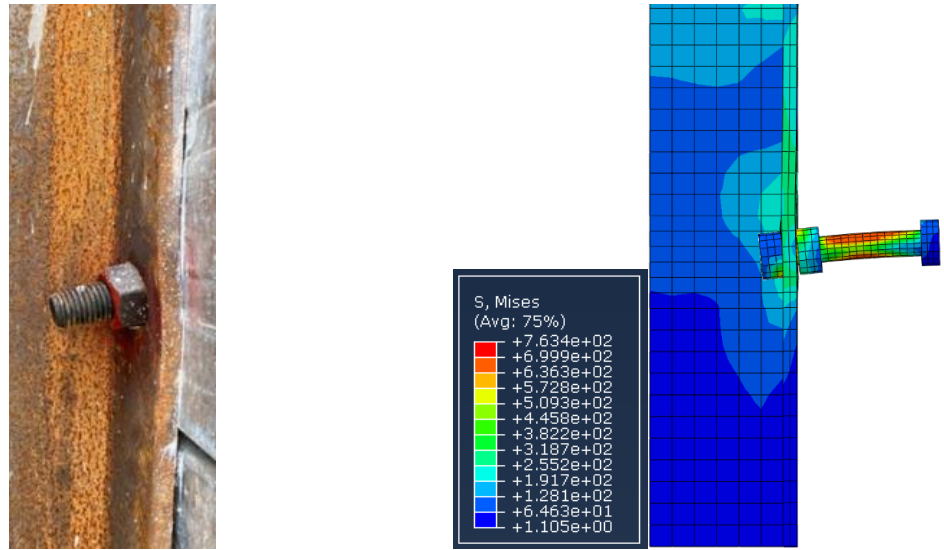 S, Mises
(Avg: 75%)
+7.634e+02
+6.999e+02
+6.363e+02
+5.728e+02
+5.093e+02
+4.458e+02
+3.822e+02
+3.187e+02
+2.552e+02
+1.917e+02
+1.281e+02
+6.463e+01
+1.105e+00